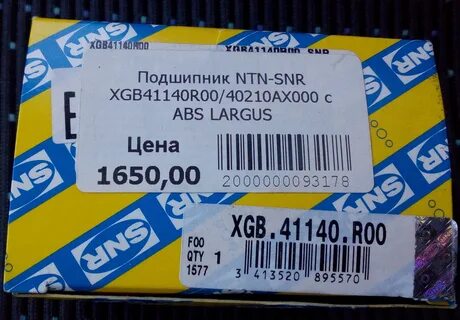 XGB41140R00
XGB41140R00 SNR
E
Подшипник NTN-SNR
XGB41140R00/40210AX000 с
ABS LARGUS
Цена
1650,00
2000000093178
SNR
SNR
SNR
SNR
SNR
XGB.41140.R00
F00
QTY 1
1577
3 413520 895570